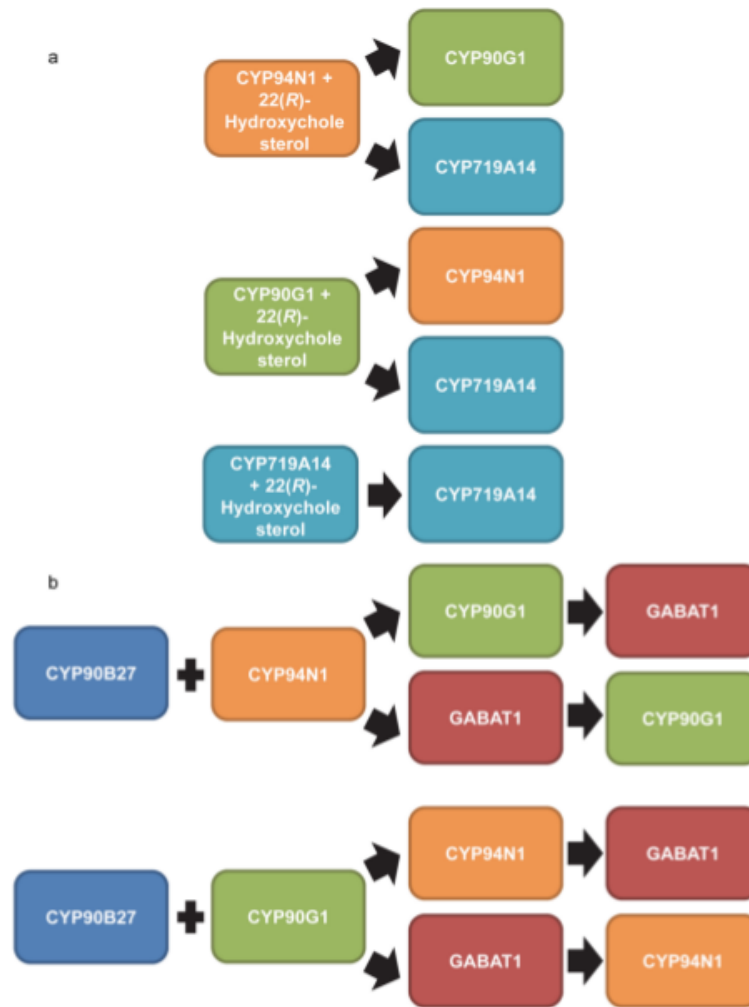 a
CYP94N1 +
22(R)-
Hydroxychole
sterol
CYP90G1
CYP719A14
CYP90G1 +
22(R)-
Hydroxychole
sterol
CYP94N1
CYP719A14
CYP719A14
+ 22(R)-
Hydroxychole
sterol
CYP719A14
b
CYP90B27
CYP94N1
CYP90G1
GABAT1
GABAT1
CYP90G1
CYP90B27
CYP90G1
CYP94N1
GABAT1
GABAT1
CYP94N1